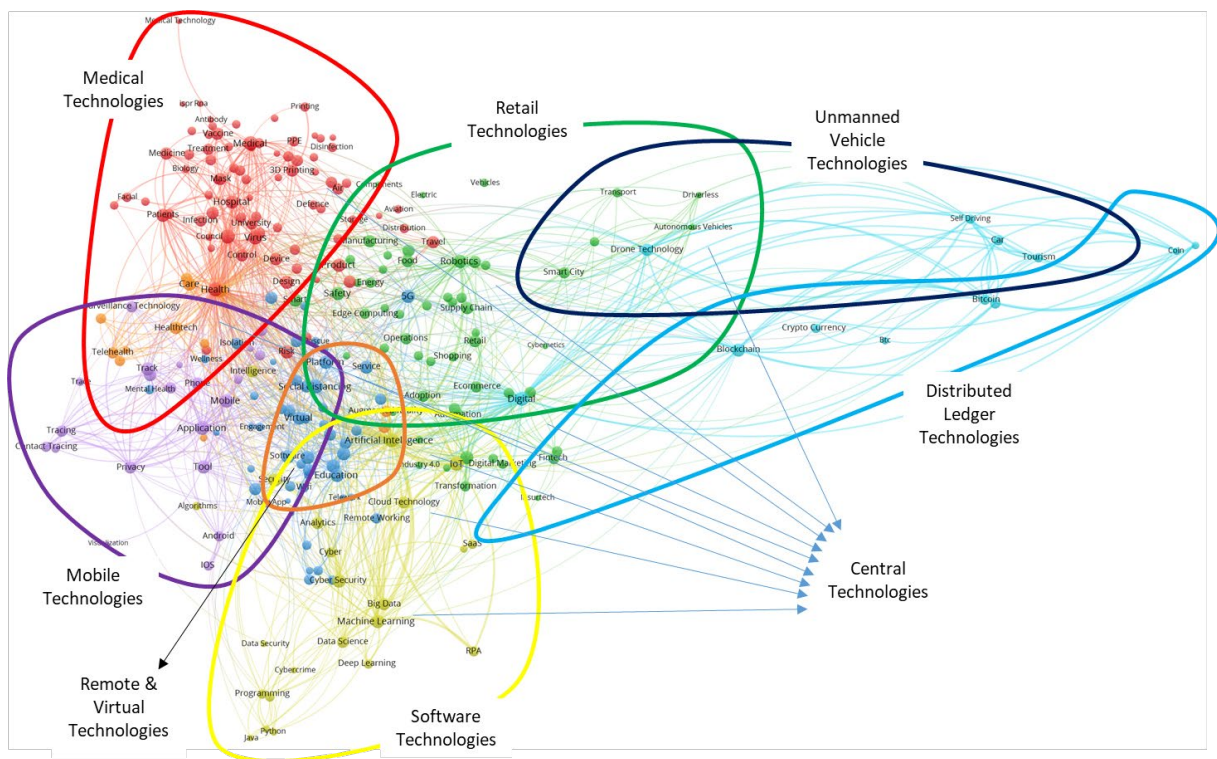 Medical Technology
Medical
Technologies
Retail
Technologies
Unmanned
Vehicle
Technologies
Printing
Antibody
Vaccine
Treatment
Medical
PPE
Disinfection
Medicine
Biology
3D Printing
Mask
Air
Components
Facial
Hospital
Defence
Electric
Vehicles
Transport
Driverless
Patients
Infection
University
Storage
Aviation
Distribution
Autonomous Vehicles
Self Driving
Council
Virus
Manufacturing
Travel
Car
Control
Device
Product
Food
Robotics
Drone Technology
Tourism
Coin
Smart City
Care
Health
Design
Energy
Smart
Safety
5G
Surveillance Technology
Edge Computing
Supply Chain
Bitcoin
Healthtech
Isolation
Operations
Retail
Cybernetics
Crypto Currency
Btc
Telehealth
Wellness
Risk
Platform
Service
Shopping
Blockchain
Track
Intelligence
Mental Health
Phone
Social Distancing
Ecommerce
Mobile
Adoption
Digital
Distributed
Ledger
Technologies
Virtual
Automation
Tracing
Application
Engagement
Contact Tracing
Artificial Intelligence
Privacy
Tool
Software
Industry 4.0
IoT
Digital Marketing
Fintech
Education
Transformation
Algorithms
Cloud Technology
Insurtech
Analytics
Remote Working
Visualization
Android
Cyber
SaaS
IOS
Cyber Security
Mobile
Technologies
Central
Technologies
Big Data
Machine Learning
Data Security
Data Science
RPA
Cybercrime
Deep Learning
Remote &
Virtual
Technologies
Programming
Software
Technologies
Python
Java